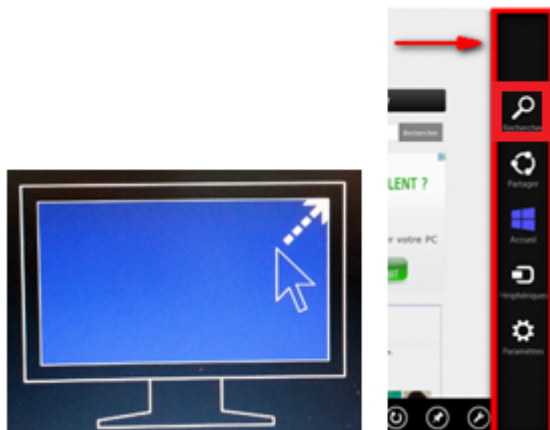 Rechercher
Rechercher
Partager
LENT ?
Accueil
r votre PC
Périphériques
Paramètres